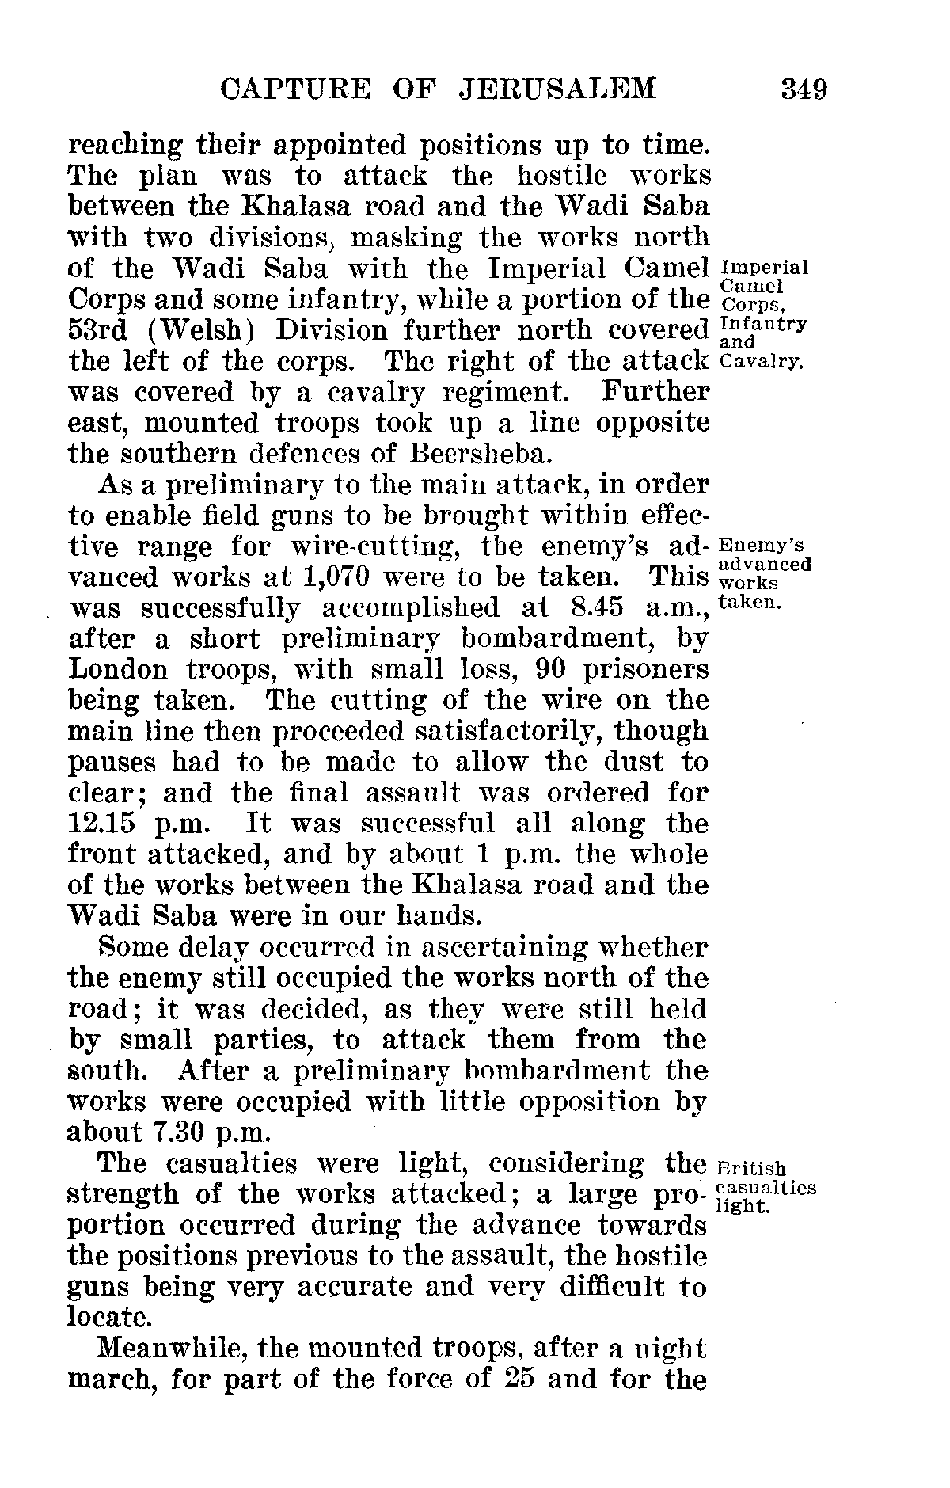 CAPTURE OF JERUSALEM 349
reaching their appointed positions up to time.
The plan was to attack the hostile works
between the Khalasa road and the Wadi Saba
with two divisions, masking the works north
of the Wadi Saba with the Imperial Camel
Corps and some infantry, while a portion of the
53rd (Welsh) Division further north covered
the left of the corps. The right of the attack
was covered by a cavalry regiment. Further
east, mounted troops took up a line opposite
the southern defences of Beersheba.
Imperial
Camel
Corps,
Infantry
and
Cavalry.
As a preliminary to the main attack, in order
to enable field guns to be brought within effec-
tive range for wire-cutting, the enemy's ad-
vanced works at 1,070 were to be taken. This
was successfully accomplished at 8.45 a.m.,
after a short preliminary bombardment, by
London troops, with small loss, 90 prisoners
being taken. The cutting of the wire on the
main line then proceeded satisfactorily, though
pauses had to be made to allow the dust to
clear; and the final assault was ordered for
12.15 p.m. It was successful all along the
front attacked, and by about 1 p.m. the whole
of the works between the Khalasa road and the
Wadi Saba were in our hands.
Enemy's
advanced
works
taken.
Some delay occurred in ascertaining whether
the enemy still occupied the works north of the
road; it was decided, as they were still held
by small parties, to attack them from the
south. After a preliminary bombardment the
works were occupied with little opposition by
about 7.30 p.m.
The casualties were light, considering the
strength of the works attacked; a large pro-
portion occurred during the advance towards
the positions previous to the assault, the hostile
guns being very accurate and very difficult to
locate.
British
casualties
light.
Meanwhile, the mounted troops, after a night
march, for part of the force of 25 and for the